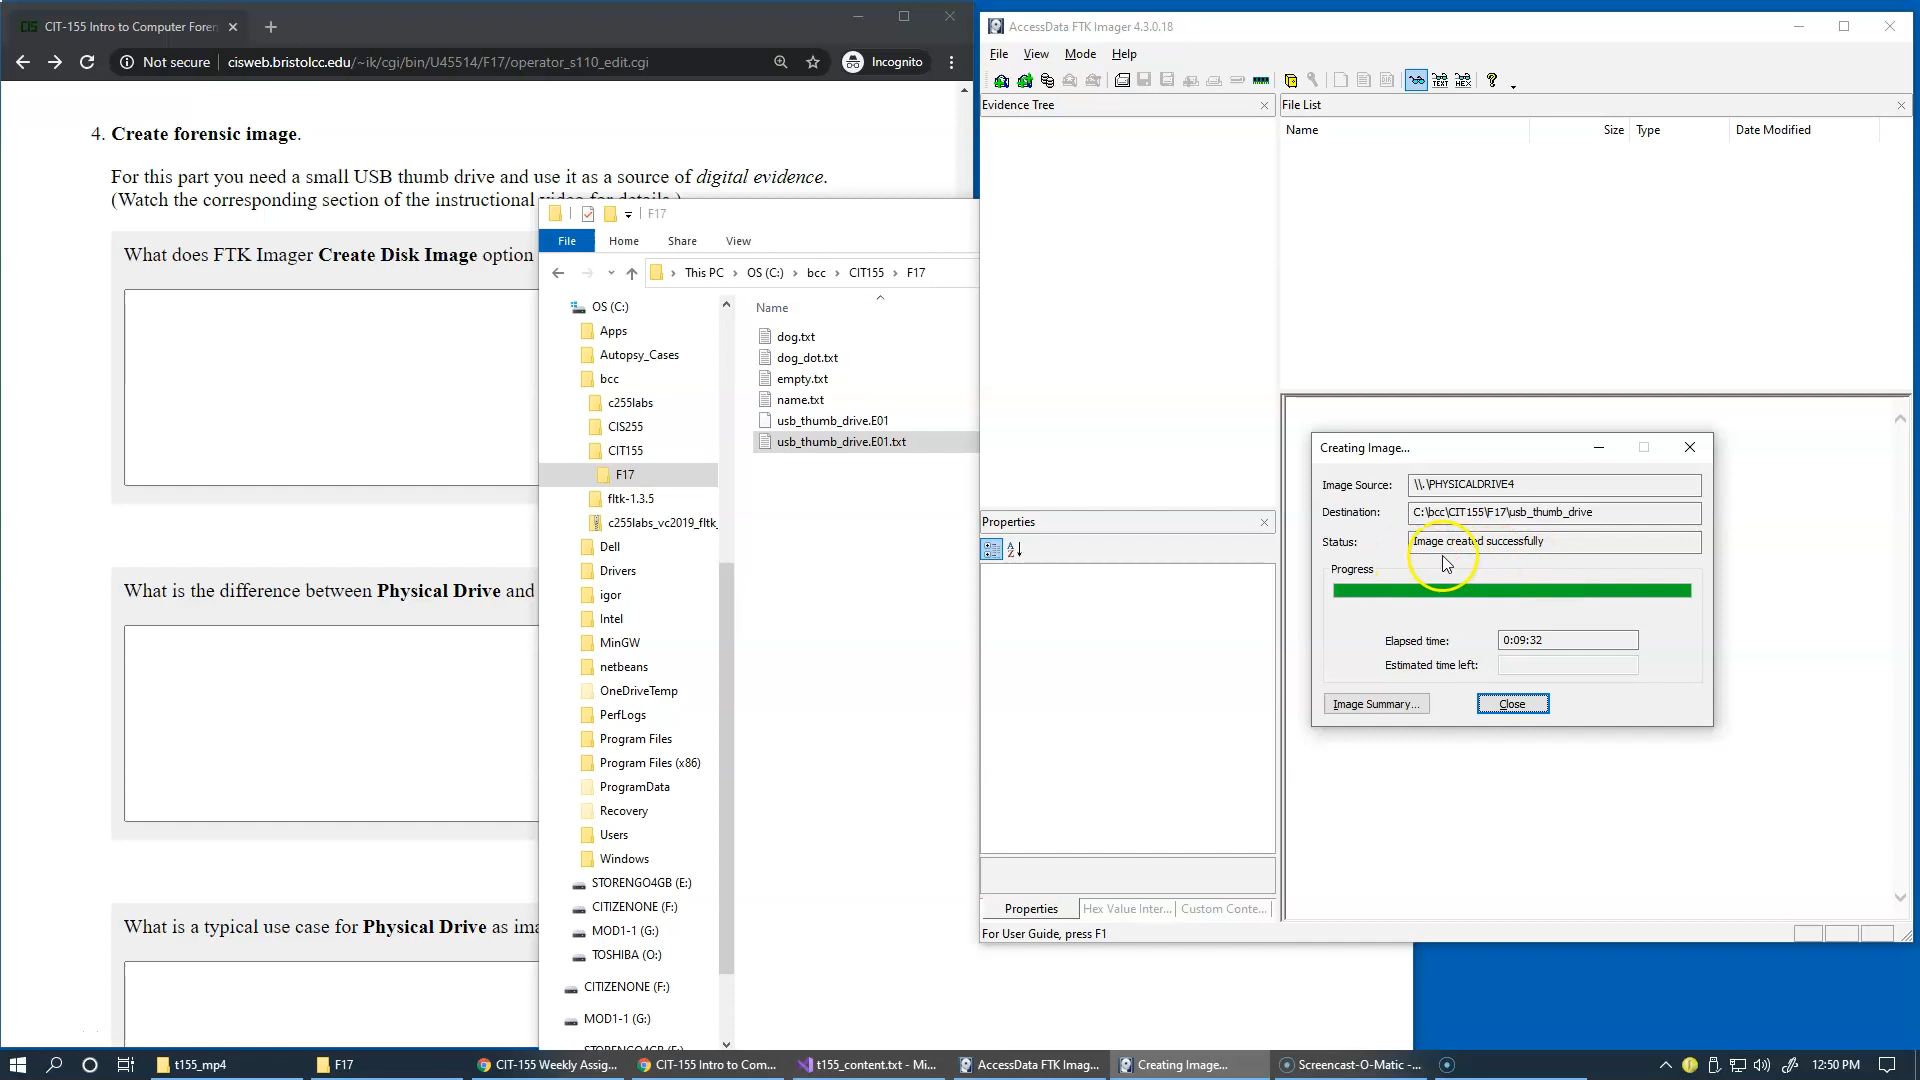 CIS CIT-155 Intro to Computer Foren
Not secure cisweb.bristolcc.edu/~ik/cgi/bin/U45514/F17/operator_s110_edit.cgi Incognito
4. Create forensic image.
For this part you need a small USB thumb drive and use it as a source of digital evidence.
(Watch the corresponding section of the instructional video for details.)
What does FTK Imager Create Disk Image option
What is the difference between Physical Drive and
What is a typical use case for Physical Drive as ima
F17
File Home Share View
This PC OS (C:) bcc CIT155 F17
OS (C:)
Apps
Autopsy_Cases
bcc
c255labs
CIS255
CIT155
F17
fltk-1.3.5
c255labs_vc2019_fltk_
Dell
Drivers
igor
Intel
MinGW
netbeans
OneDriveTemp
PerfLogs
Program Files
Program Files (x86)
ProgramData
Recovery
Users
Windows
STORENGO4GB (E:)
CITIZENONE (F:)
MOD1-1 (G:)
TOSHIBA (O:)
CITIZENONE (F:)
MOD1-1 (G:)
STORENGO4GB (E:)
Name
dog.txt
dog_dot.txt
empty.txt
name.txt
usb_thumb_drive.E01
usb_thumb_drive.E01.txt
AccessData FTK Imager 4.3.0.18
File View Mode Help
TEXT HEX
Evidence Tree
File List
Name Size Type Date Modified
Properties
Properties Hex Value Inter... Custom Conte...
For User Guide, press F1
Creating Image...
Image Source: \\.\PHYSICALDRIVE4
Destination: C:\bcc\CIT155\F17\usb_thumb_drive
Status: Image created successfully
Progress
Elapsed time: 0:09:32
Estimated time left:
Image Summary... Close
t155_mp4 F17 CIT-155 Weekly Assig... CIT-155 Intro to Com... t155_content.txt - Mi... AccessData FTK Imag... Creating Image... Screencast-O-Matic -... 12:50 PM